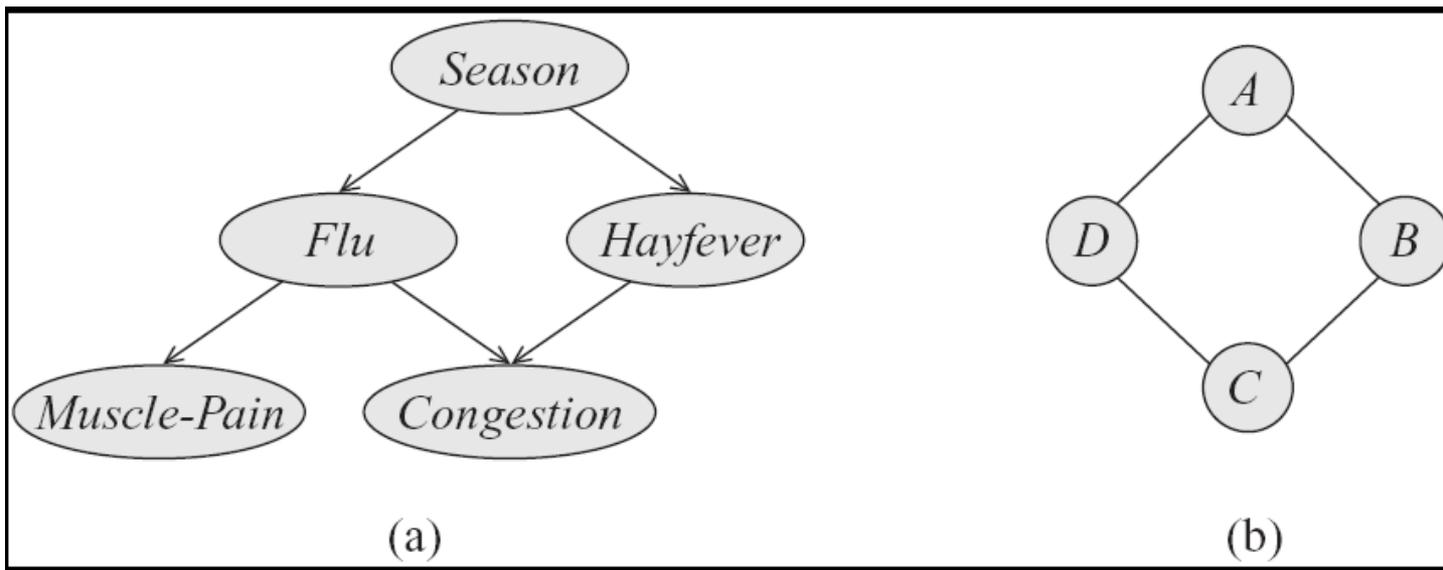 Season
A
Flu
Hayfever
D
B
Muscle-Pain
Congestion
C
(a)
(b)